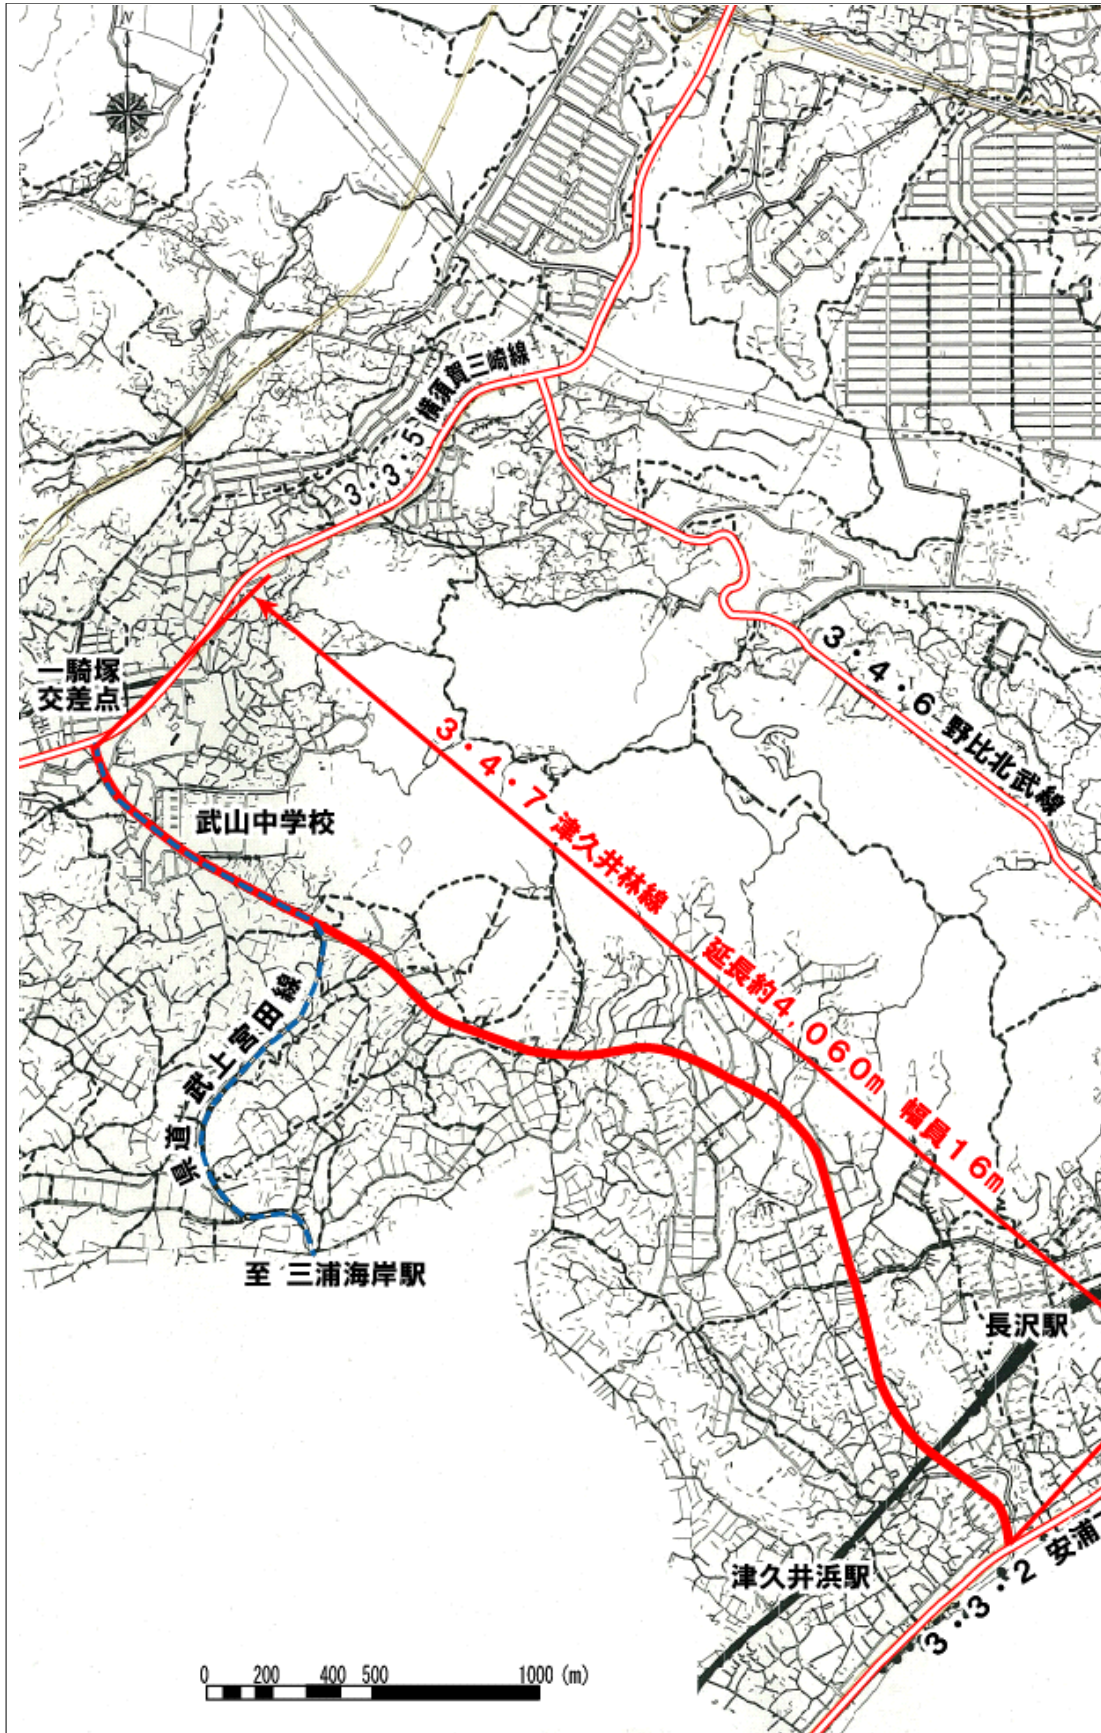 N
3・3・5 横須賀三崎線
一騎塚
交差点
3・4・6 野比北武線
3・4・7 津久井林線 延長約4,060m 幅員16m
武山中学校
県道 武上宮田線
至 三浦海岸駅
長沢駅
津久井浜駅
3・3・2 安浦
0 200 400 500 1000 (m)